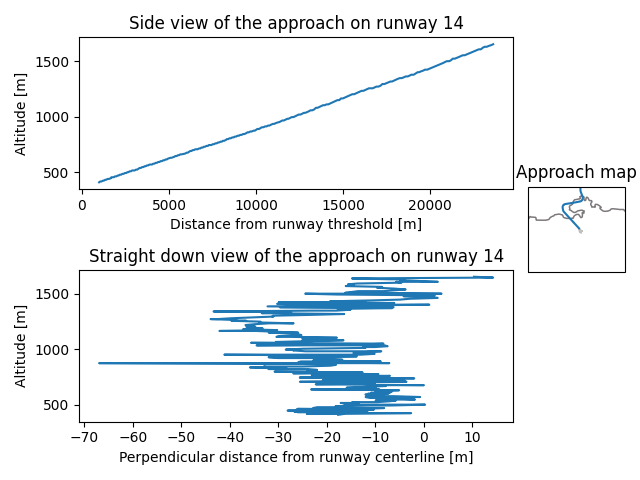 Side view of the approach on runway 14
Altitude [m]
1500
1000
500
0
5000
10000
15000
20000
Distance from runway threshold [m]
Approach map
Straight down view of the approach on runway 14
Altitude [m]
1500
1000
500
−70
−60
−50
−40
−30
−20
−10
0
10
Perpendicular distance from runway centerline [m]